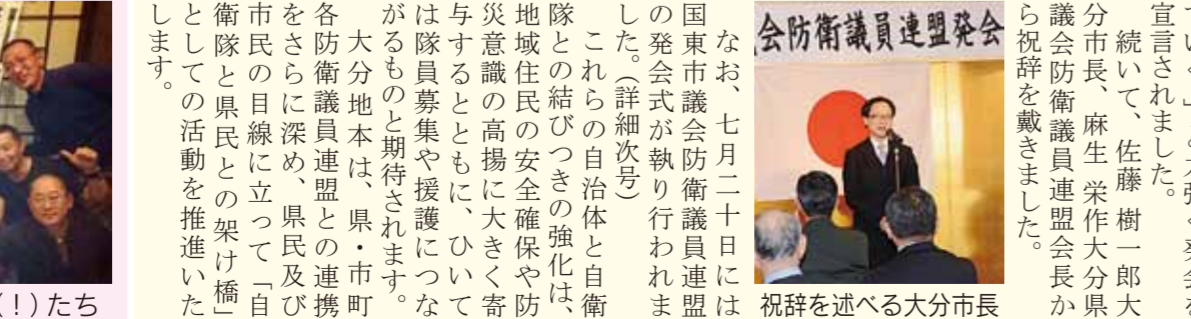 発会を
宣言されました。
続いて、佐藤 樹一郎大
分市長、麻生 栄作大分県
議会防衛議員連盟会長か
ら祝辞を戴きました。
会防衛議員連盟発会
祝辞を述べる大分市長
なお、七月二十日には
国東市議会防衛議員連盟
の発会式が執り行われま
した。(詳細次号)
これらの自治体と自衛
隊との結びつきの強化は、
地域住民の安全確保や防
災意識の高揚に大きく寄
与するとともに、ひいて
は隊員募集や援護につな
がるものと期待されます。
大分地本は、県・市町
各防衛議員連盟との連携
をさらに深め、県民及び
市民の目線に立って「自
衛隊と県民との架け橋」
としての活動を推進いた
します。
(!)たち